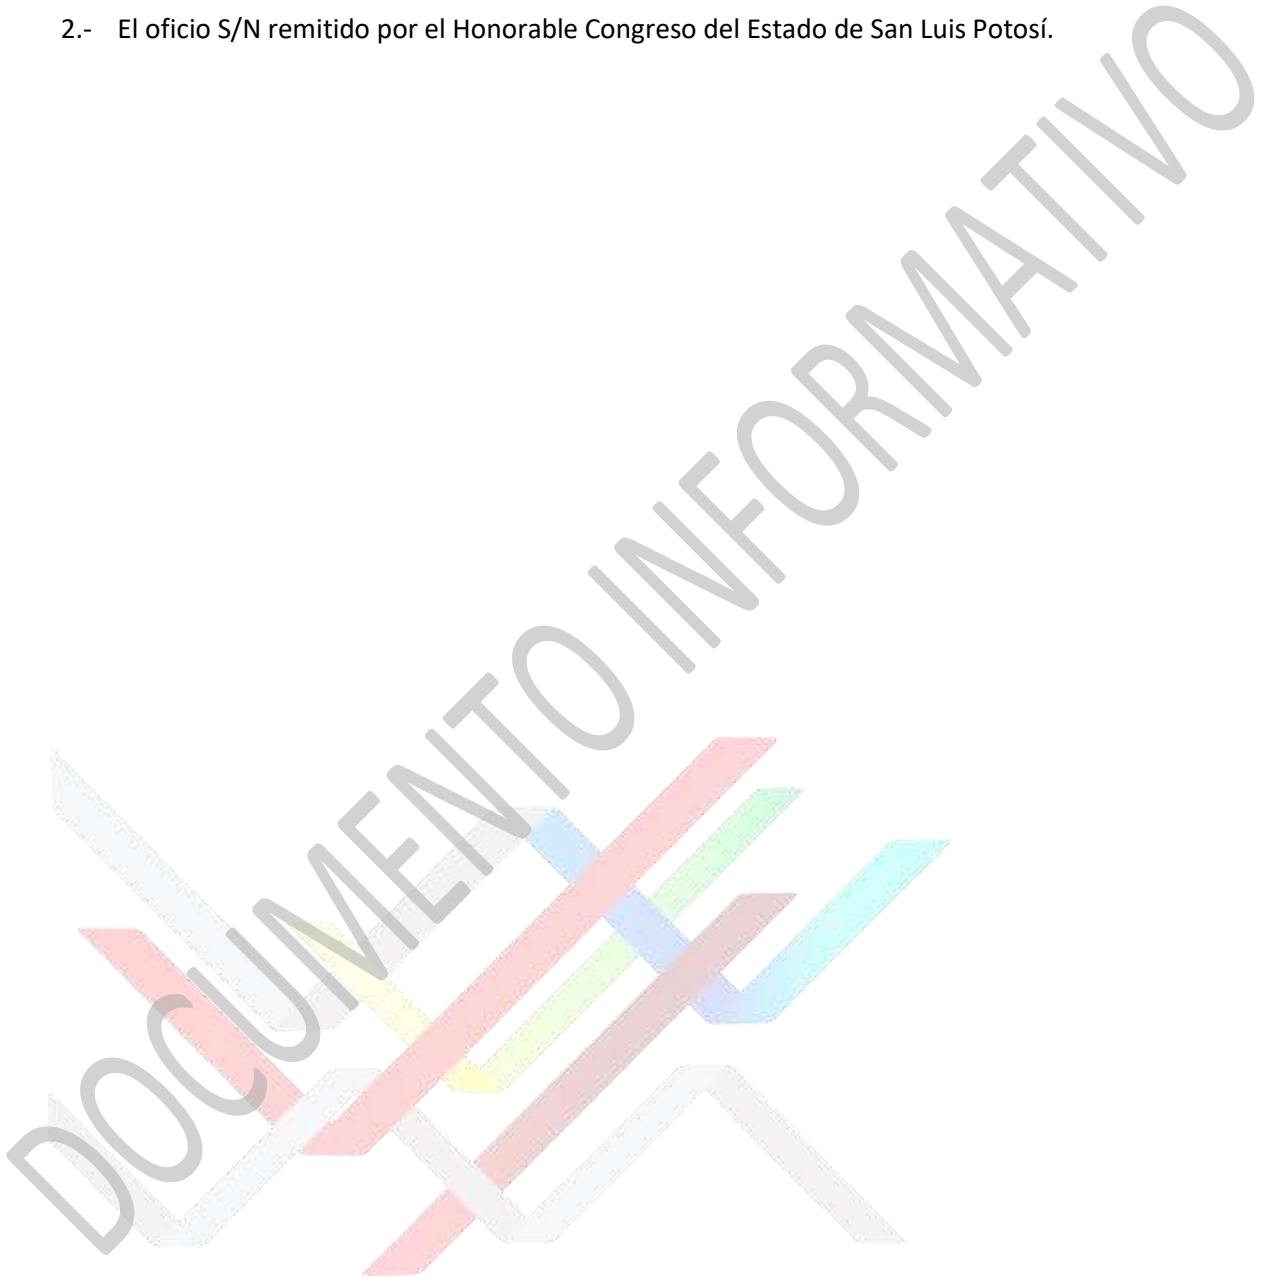 2.- El oficio S/N remitido por el Honorable Congreso del Estado de San Luis Potosí.
DOCUMENTO INFORMATIVO